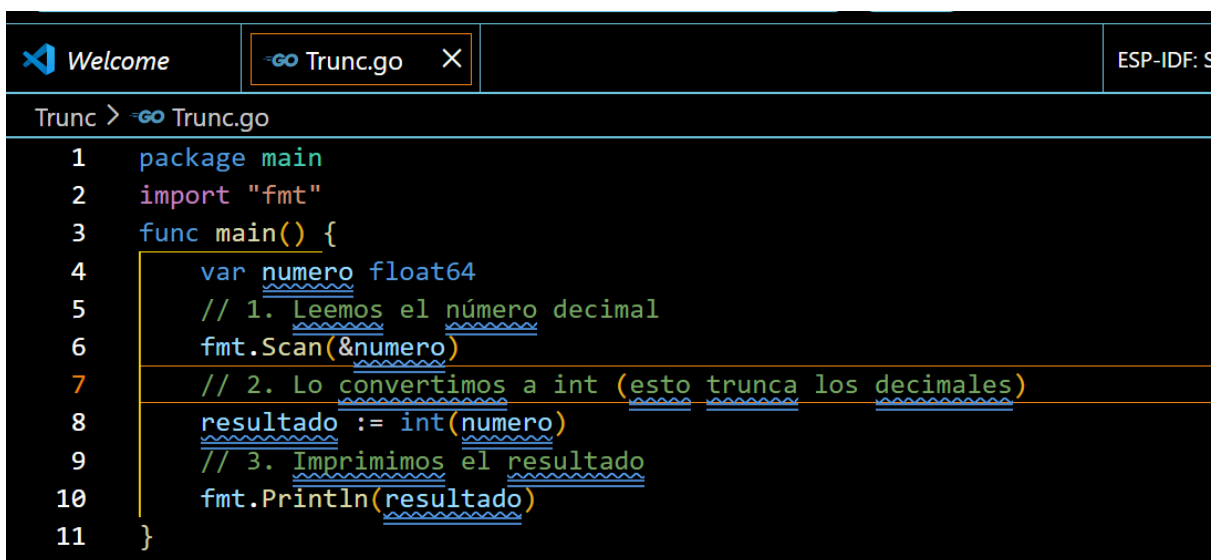 Welcome
GO Trunc.go ×
ESP-IDF: S
Trunc > GO Trunc.go
1 package main
2 import "fmt"
3 func main() {
4 var numero float64
5 // 1. Leemos el número decimal
6 fmt.Scan(&numero)
7 // 2. Lo convertimos a int (esto trunca los decimales)
8 resultado := int(numero)
9 // 3. Imprimimos el resultado
10 fmt.Println(resultado)
11 }